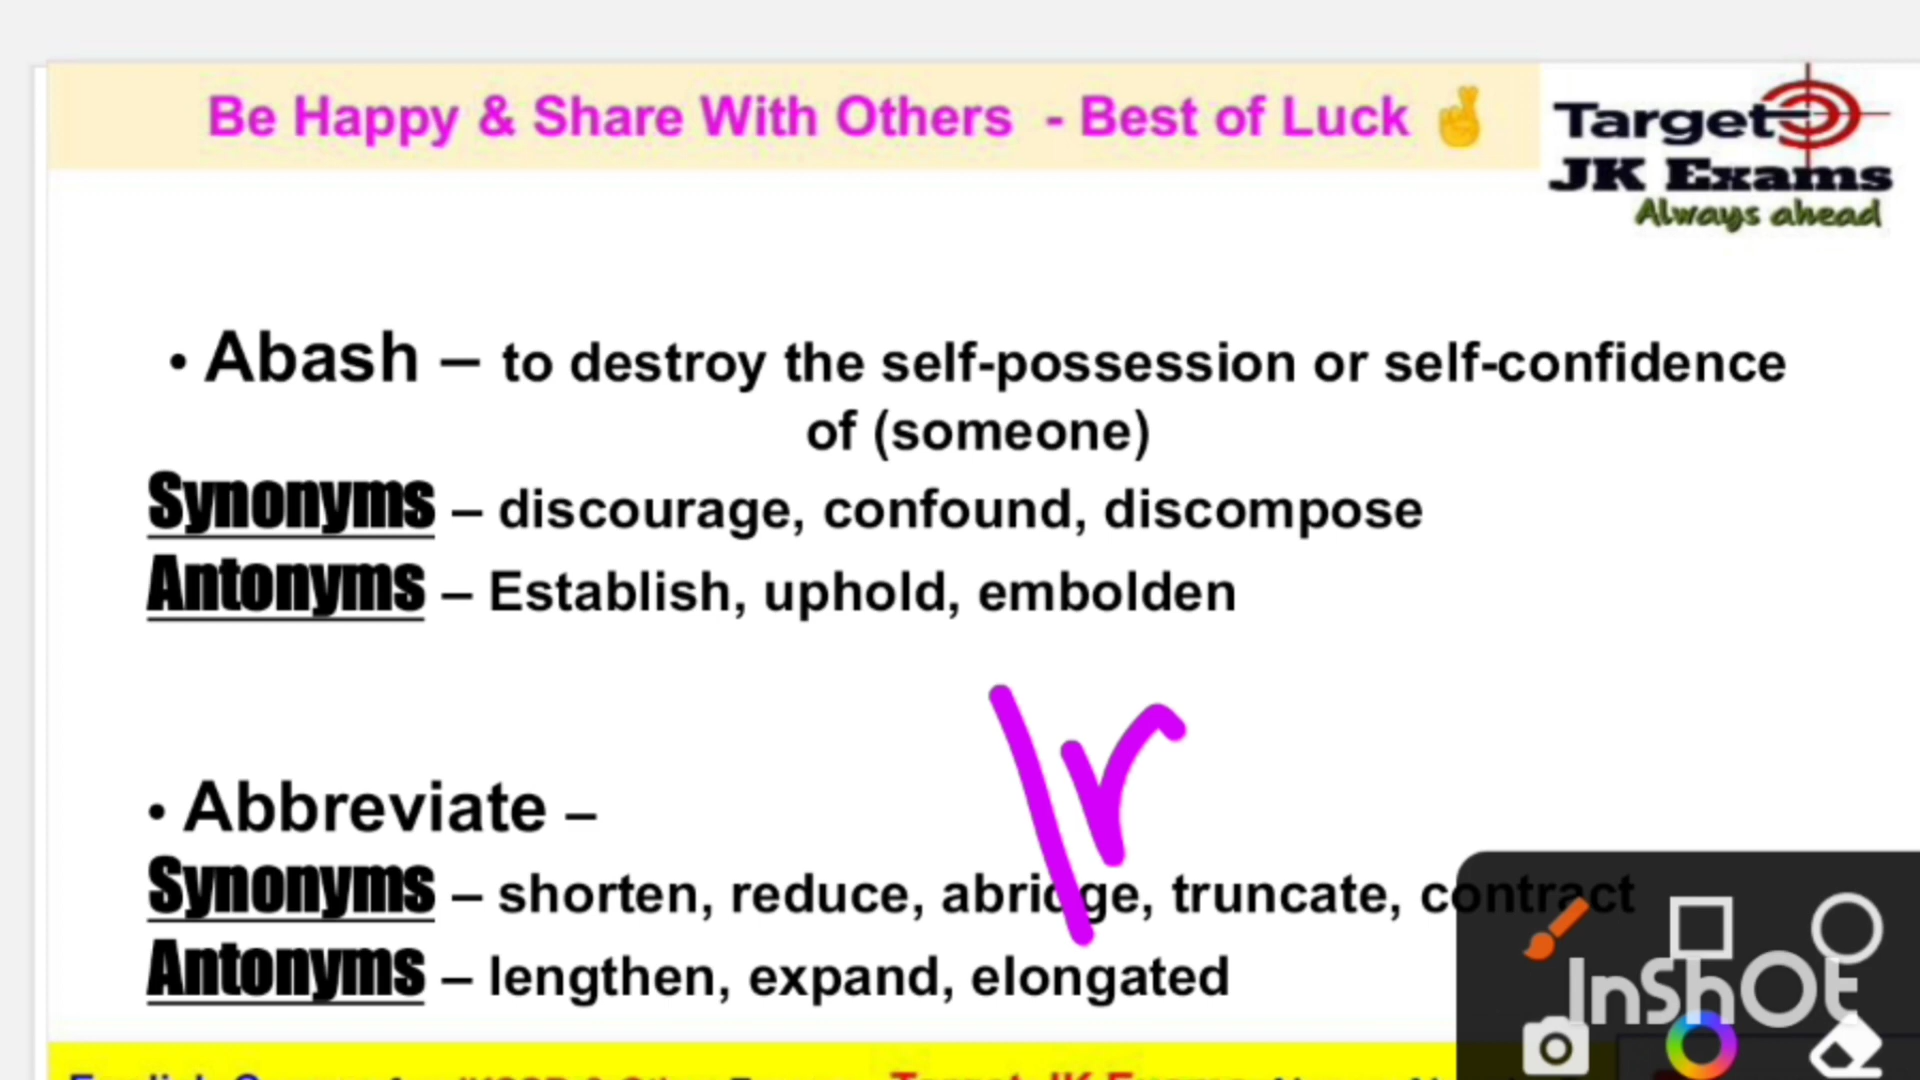 Be Happy & Share With Others - Best of Luck 🤞
Target
JK Exams
Always ahead
• Abash – to destroy the self-possession or self-confidence
of (someone)
Synonyms – discourage, confound, discompose
Antonyms – Establish, uphold, embolden
• Abbreviate –
Synonyms – shorten, reduce, abridge, truncate, contract
Antonyms – lengthen, expand, elongated
InShOt